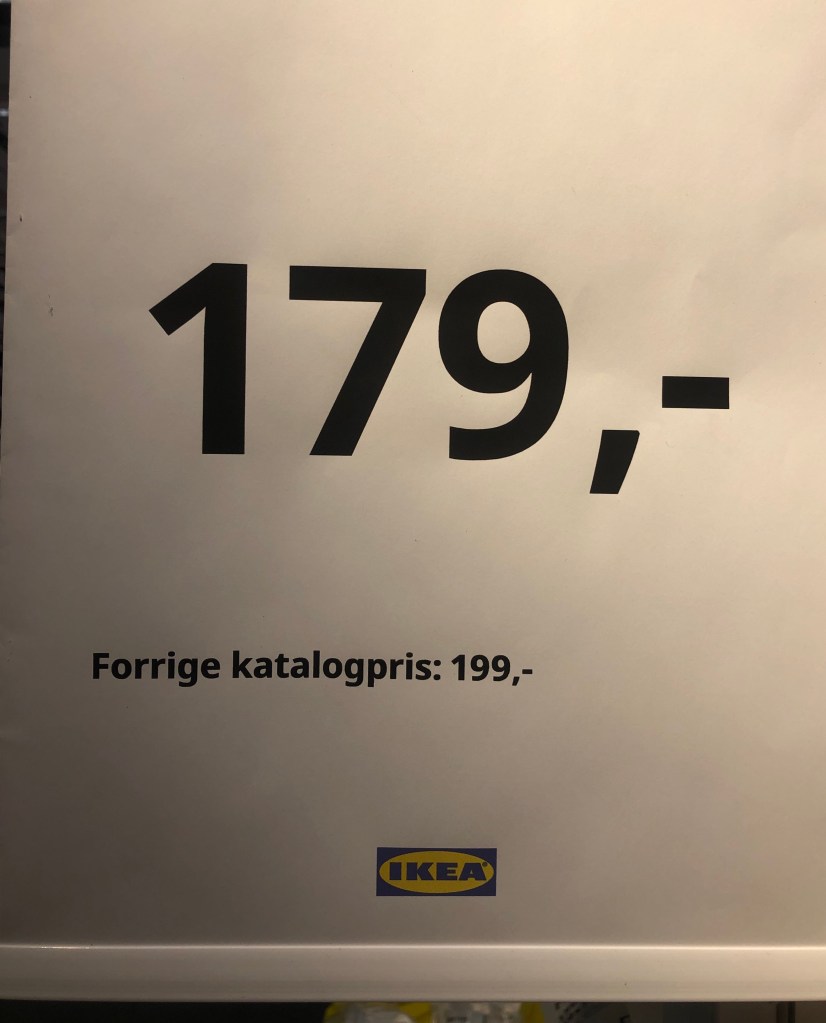 179,-
Forrige katalogpris: 199,-
IKEA